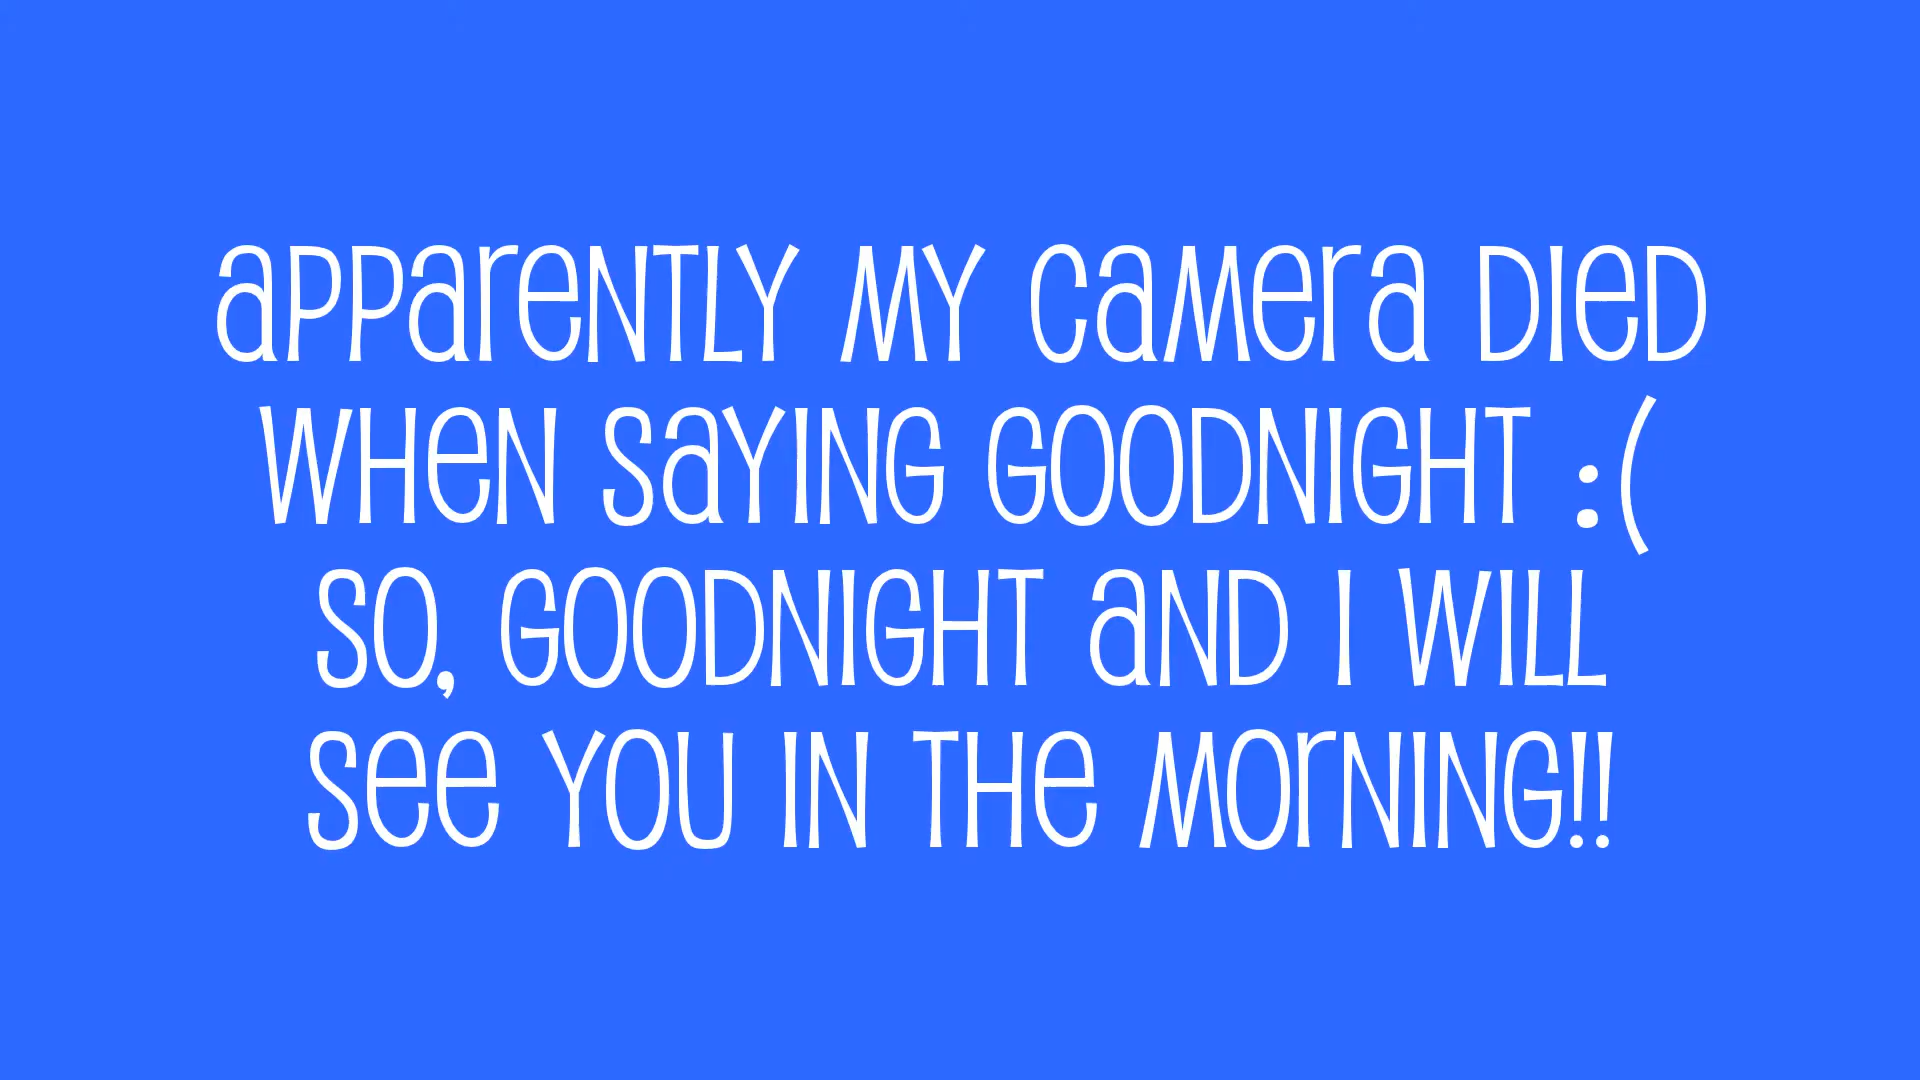 apparently my camera died
when saying goodnight :(
so, goodnight and I will
see you in the morning!!